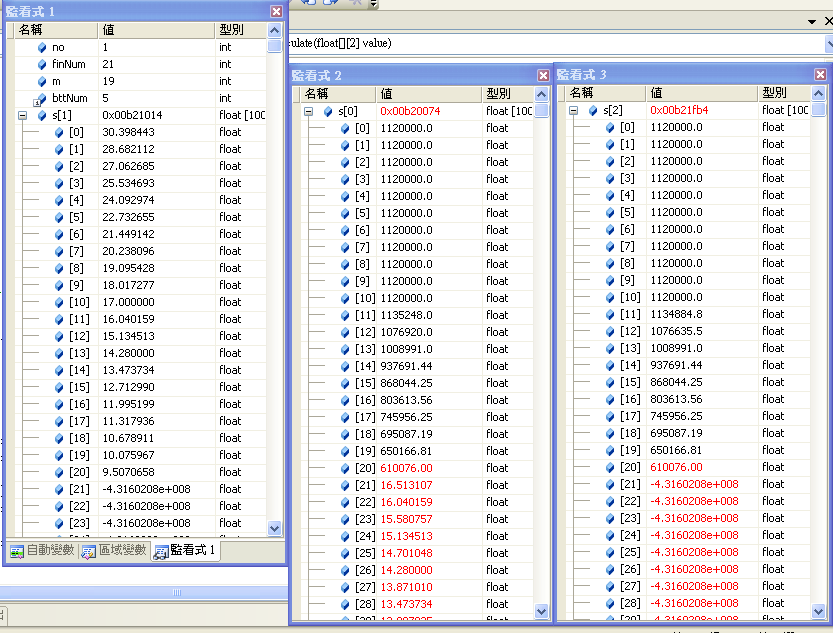 監看式 1
名稱 值 型別
no 1 int
finNum 21 int
m 19 int
bttNum 5 int
s[1] 0x00b21014 float [100
[0] 30.398443 float
[1] 28.682112 float
[2] 27.062685 float
[3] 25.534693 float
[4] 24.092974 float
[5] 22.732655 float
[6] 21.449142 float
[7] 20.238096 float
[8] 19.095428 float
[9] 18.017277 float
[10] 17.000000 float
[11] 16.040159 float
[12] 15.134513 float
[13] 14.280000 float
[14] 13.473734 float
[15] 12.712990 float
[16] 11.995199 float
[17] 11.317936 float
[18] 10.678911 float
[19] 10.075967 float
[20] 9.5070658 float
[21] -4.3160208e+008 float
[22] -4.3160208e+008 float
[23] -4.3160208e+008 float
自動變數 區域變數 監看式 1
culate(float[][2] value)
監看式 2
名稱 值 型別
s[0] 0x00b20074 float [100
[0] 1120000.0 float
[1] 1120000.0 float
[2] 1120000.0 float
[3] 1120000.0 float
[4] 1120000.0 float
[5] 1120000.0 float
[6] 1120000.0 float
[7] 1120000.0 float
[8] 1120000.0 float
[9] 1120000.0 float
[10] 1120000.0 float
[11] 1135248.0 float
[12] 1076920.0 float
[13] 1008991.0 float
[14] 937691.44 float
[15] 868044.25 float
[16] 803613.56 float
[17] 745956.25 float
[18] 695087.19 float
[19] 650166.81 float
[20] 610076.00 float
[21] 16.513107 float
[22] 16.040159 float
[23] 15.580757 float
[24] 15.134513 float
[25] 14.701048 float
[26] 14.280000 float
[27] 13.871010 float
[28] 13.473734 float
監看式 3
名稱 值 型別
s[2] 0x00b21fb4 float [100
[0] 1120000.0 float
[1] 1120000.0 float
[2] 1120000.0 float
[3] 1120000.0 float
[4] 1120000.0 float
[5] 1120000.0 float
[6] 1120000.0 float
[7] 1120000.0 float
[8] 1120000.0 float
[9] 1120000.0 float
[10] 1120000.0 float
[11] 1134884.8 float
[12] 1076635.5 float
[13] 1008991.0 float
[14] 937691.44 float
[15] 868044.25 float
[16] 803613.56 float
[17] 745956.25 float
[18] 695087.19 float
[19] 650166.81 float
[20] 610076.00 float
[21] -4.3160208e+008 float
[22] -4.3160208e+008 float
[23] -4.3160208e+008 float
[24] -4.3160208e+008 float
[25] -4.3160208e+008 float
[26] -4.3160208e+008 float
[27] -4.3160208e+008 float
[28] -4.3160208e+008 float